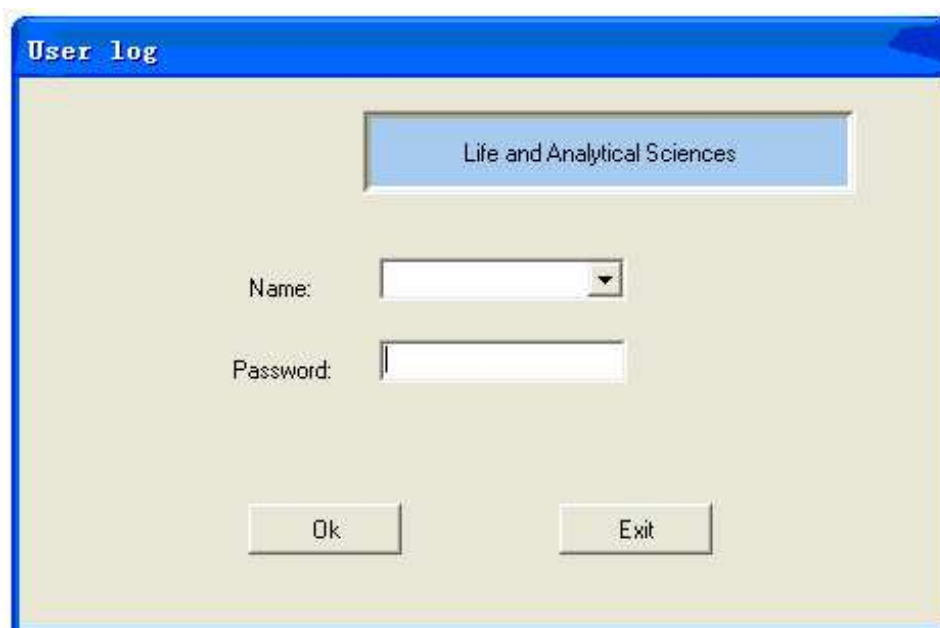 User log
Life and Analytical Sciences
Name:
Password:
Ok
Exit